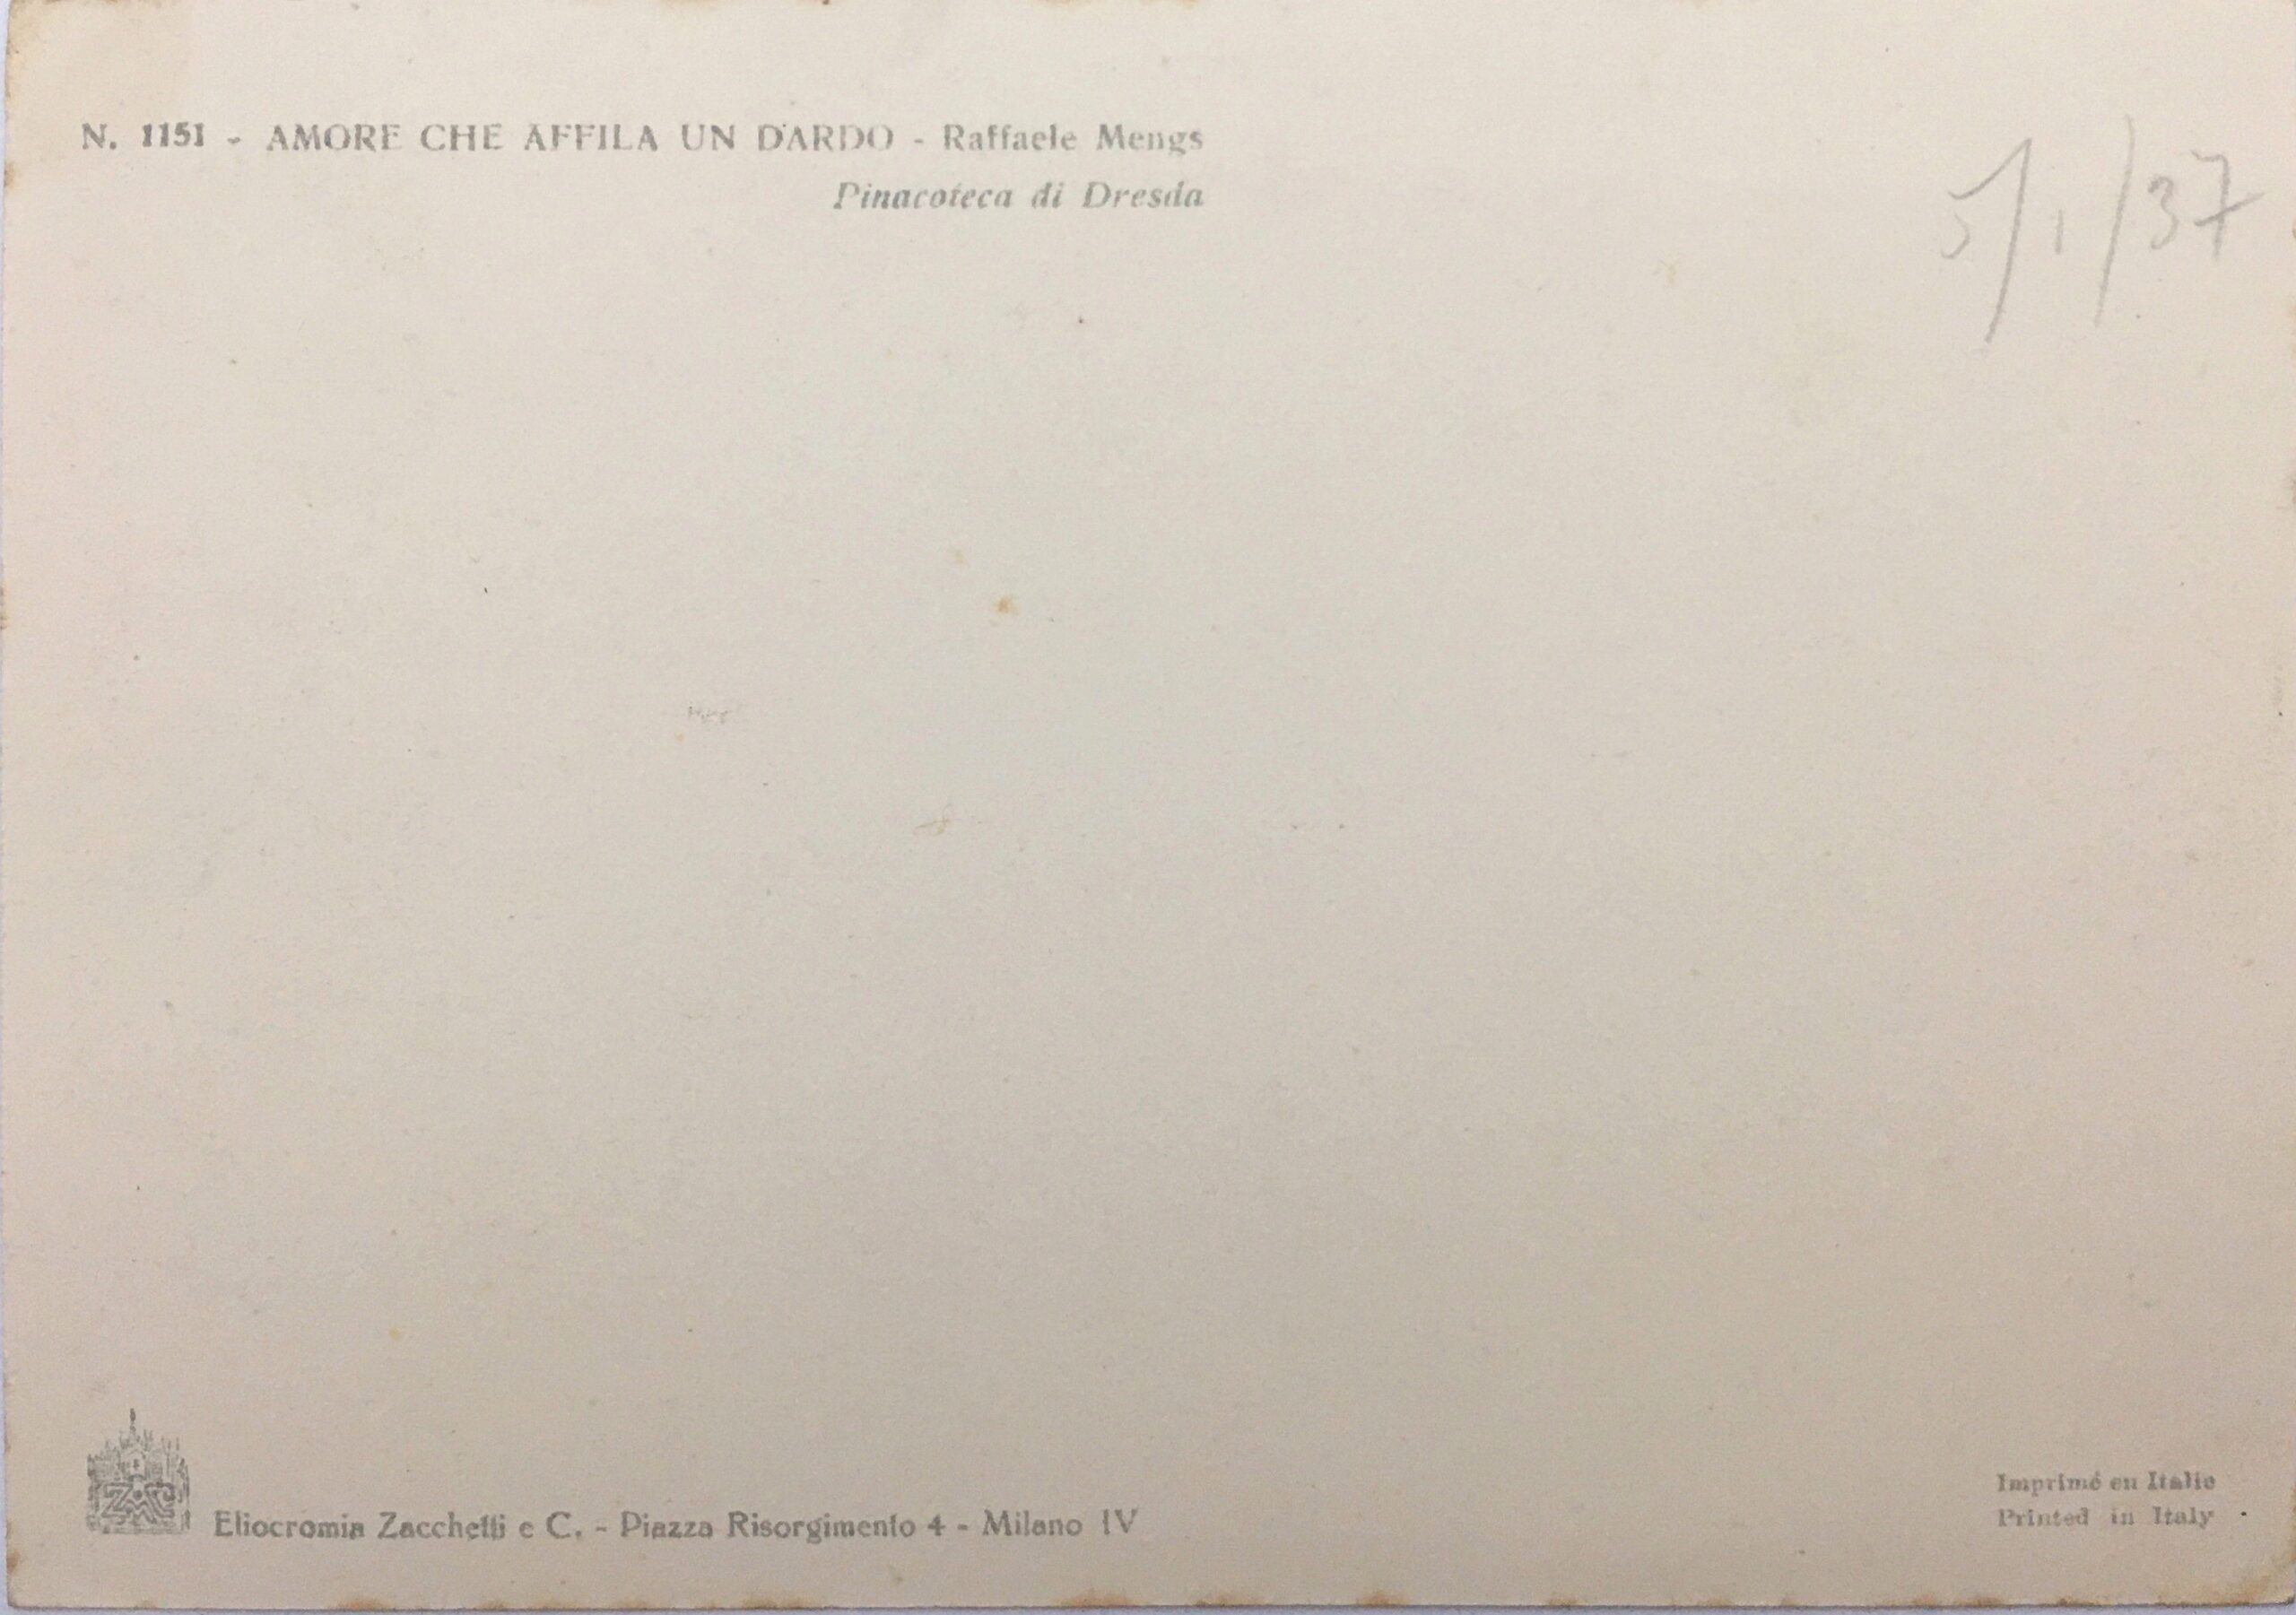 N. 1151 - AMORE CHE AFFILA UN DARDO - Raffaele Mengs
Pinacoteca di Dresda
5/1/37
ZAC
Eliocromia Zacchetti e C. - Piazza Risorgimento 4 - Milano IV
Imprimé en Italie
Printed in Italy